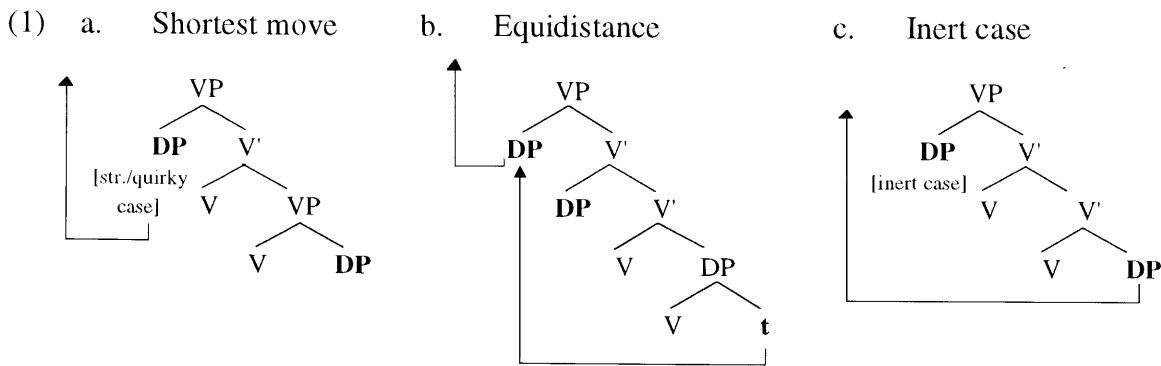 (1) a. Shortest move b. Equidistance c. Inert case
VP VP VP
DP V' DP V' DP V'
[str./quirky case] V VP DP V' [inert case] V V'
V DP V DP V DP
V t